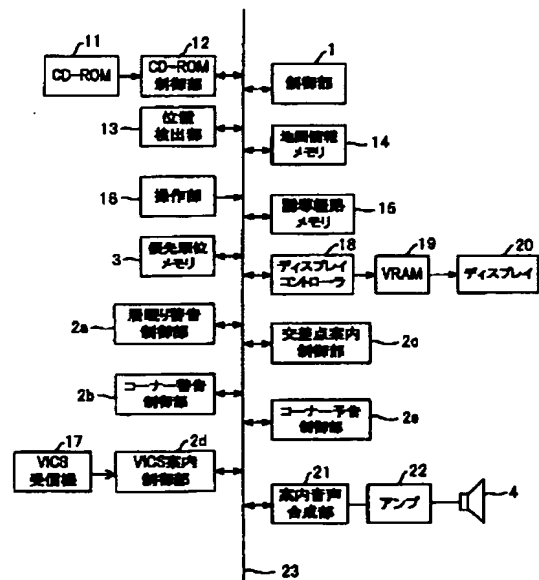 11
12
1
CD-ROM
CD-ROM
制御部
制御部
13
位置
検出部
地図情報
メモリ
14
18
操作部
誘導経路
メモリ
16
18
19
20
3
優先順位
メモリ
ディスプレイ
コントローラ
VRAM
ディスプレイ
2a
居眠り警告
制御部
交差点案内
制御部
2c
2b
コーナー警告
制御部
コーナー予告
制御部
2e
17
2d
VICS
受信機
VICS案内
制御部
21
22
案内音声
合成部
アンプ
4
23